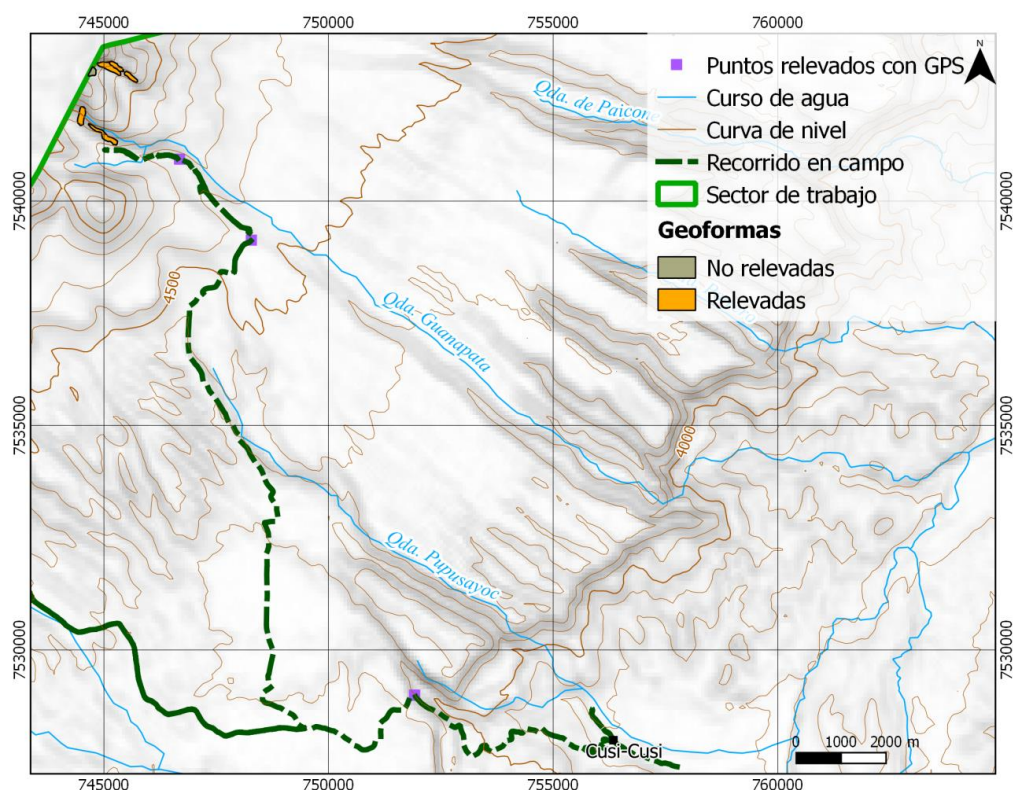 745000
750000
755000
760000
N
Puntos relevados con GPS
Curso de agua
Curva de nivel
Recorrido en campo
Sector de trabajo
Geoformas
No relevadas
Relevadas
Qda. de Paicone
7540000
7540000
4500
Qda. Guanapata
7535000
7535000
4000
Qda. Pupusayoc
7530000
7530000
Cusi-Cusi
0 1000 2000 m
745000
750000
755000
760000